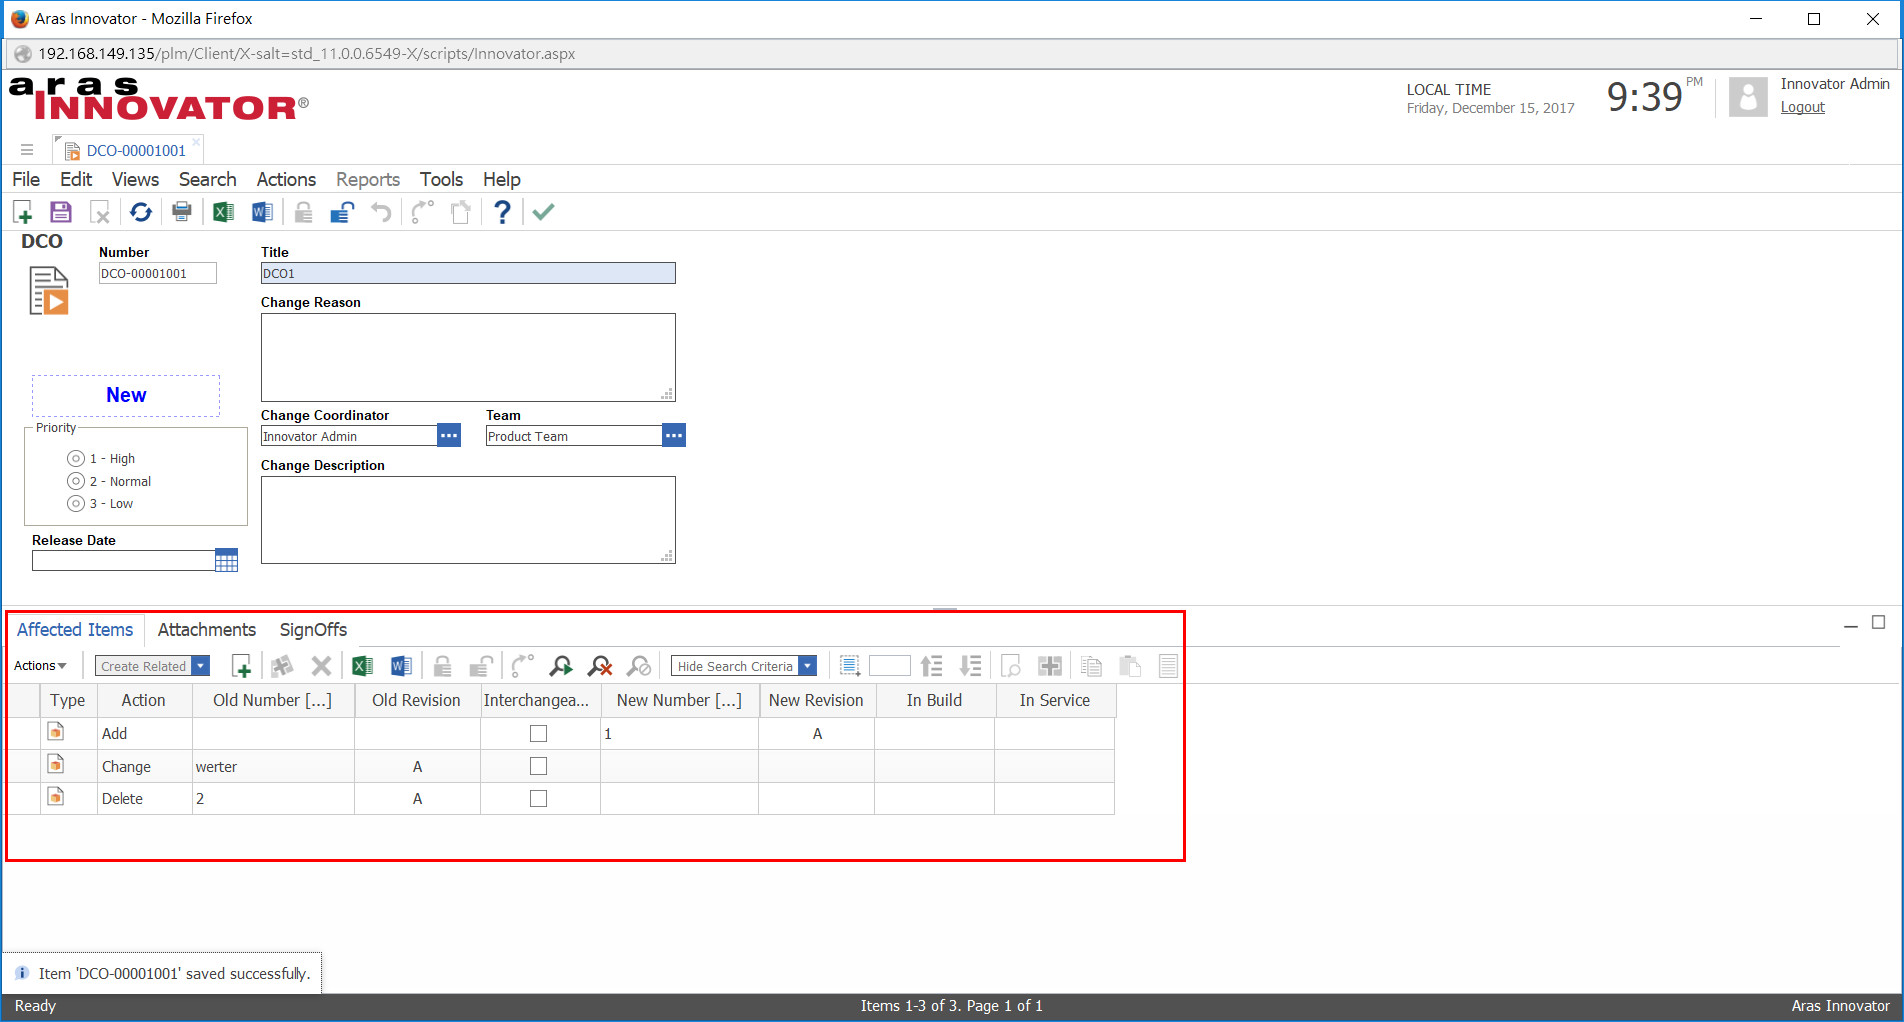 Aras Innovator - Mozilla Firefox
192.168.149.135/plm/Client/X-salt=std_11.0.0.6549-X/scripts/Innovator.aspx
aras
INNOVATOR®
LOCAL TIME
Friday, December 15, 2017
9:39 PM
Innovator Admin
Logout
DCO-00001001
File Edit Views Search Actions Reports Tools Help
DCO
Number
DCO-00001001
Title
DCO1
Change Reason
New
Change Coordinator
Innovator Admin
Team
Product Team
Priority
1 - High
2 - Normal
3 - Low
Change Description
Release Date
Affected Items Attachments SignOffs
Actions Create Related Hide Search Criteria
Type Action Old Number [...] Old Revision Interchangea... New Number [...] New Revision In Build In Service
Add 1 A
Change werter A
Delete 2 A
Item 'DCO-00001001' saved successfully.
Ready Items 1-3 of 3. Page 1 of 1 Aras Innovator